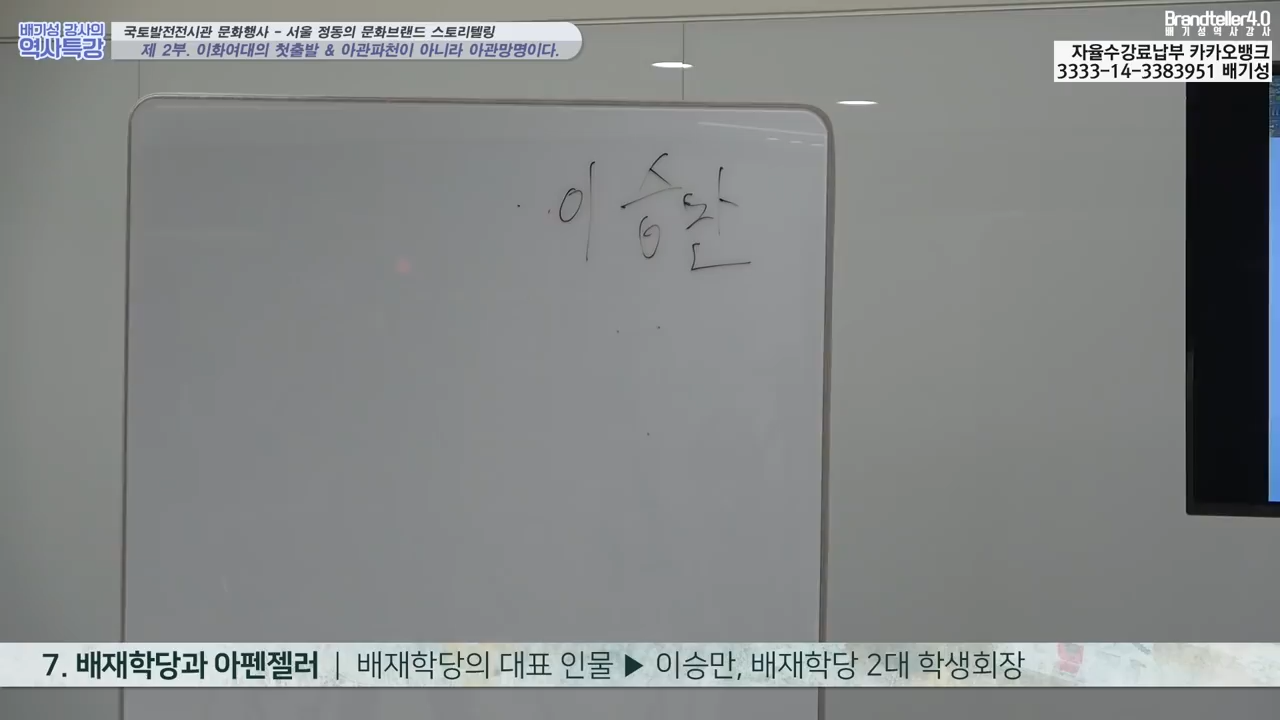 배기성 강사의
역사특강
국토발전전시관 문화행사 - 서울 정동의 문화브랜드 스토리텔링
제 2부. 이화여대의 첫출발 & 아관파천이 아니라 아관망명이다.
Brandteller4.0
배기성역사강사
자율수강료납부 카카오뱅크
3333-14-3383951 배기성
이승만
7. 배재학당과 아펜젤러 | 배재학당의 대표 인물 ▶ 이승만, 배재학당 2대 학생회장